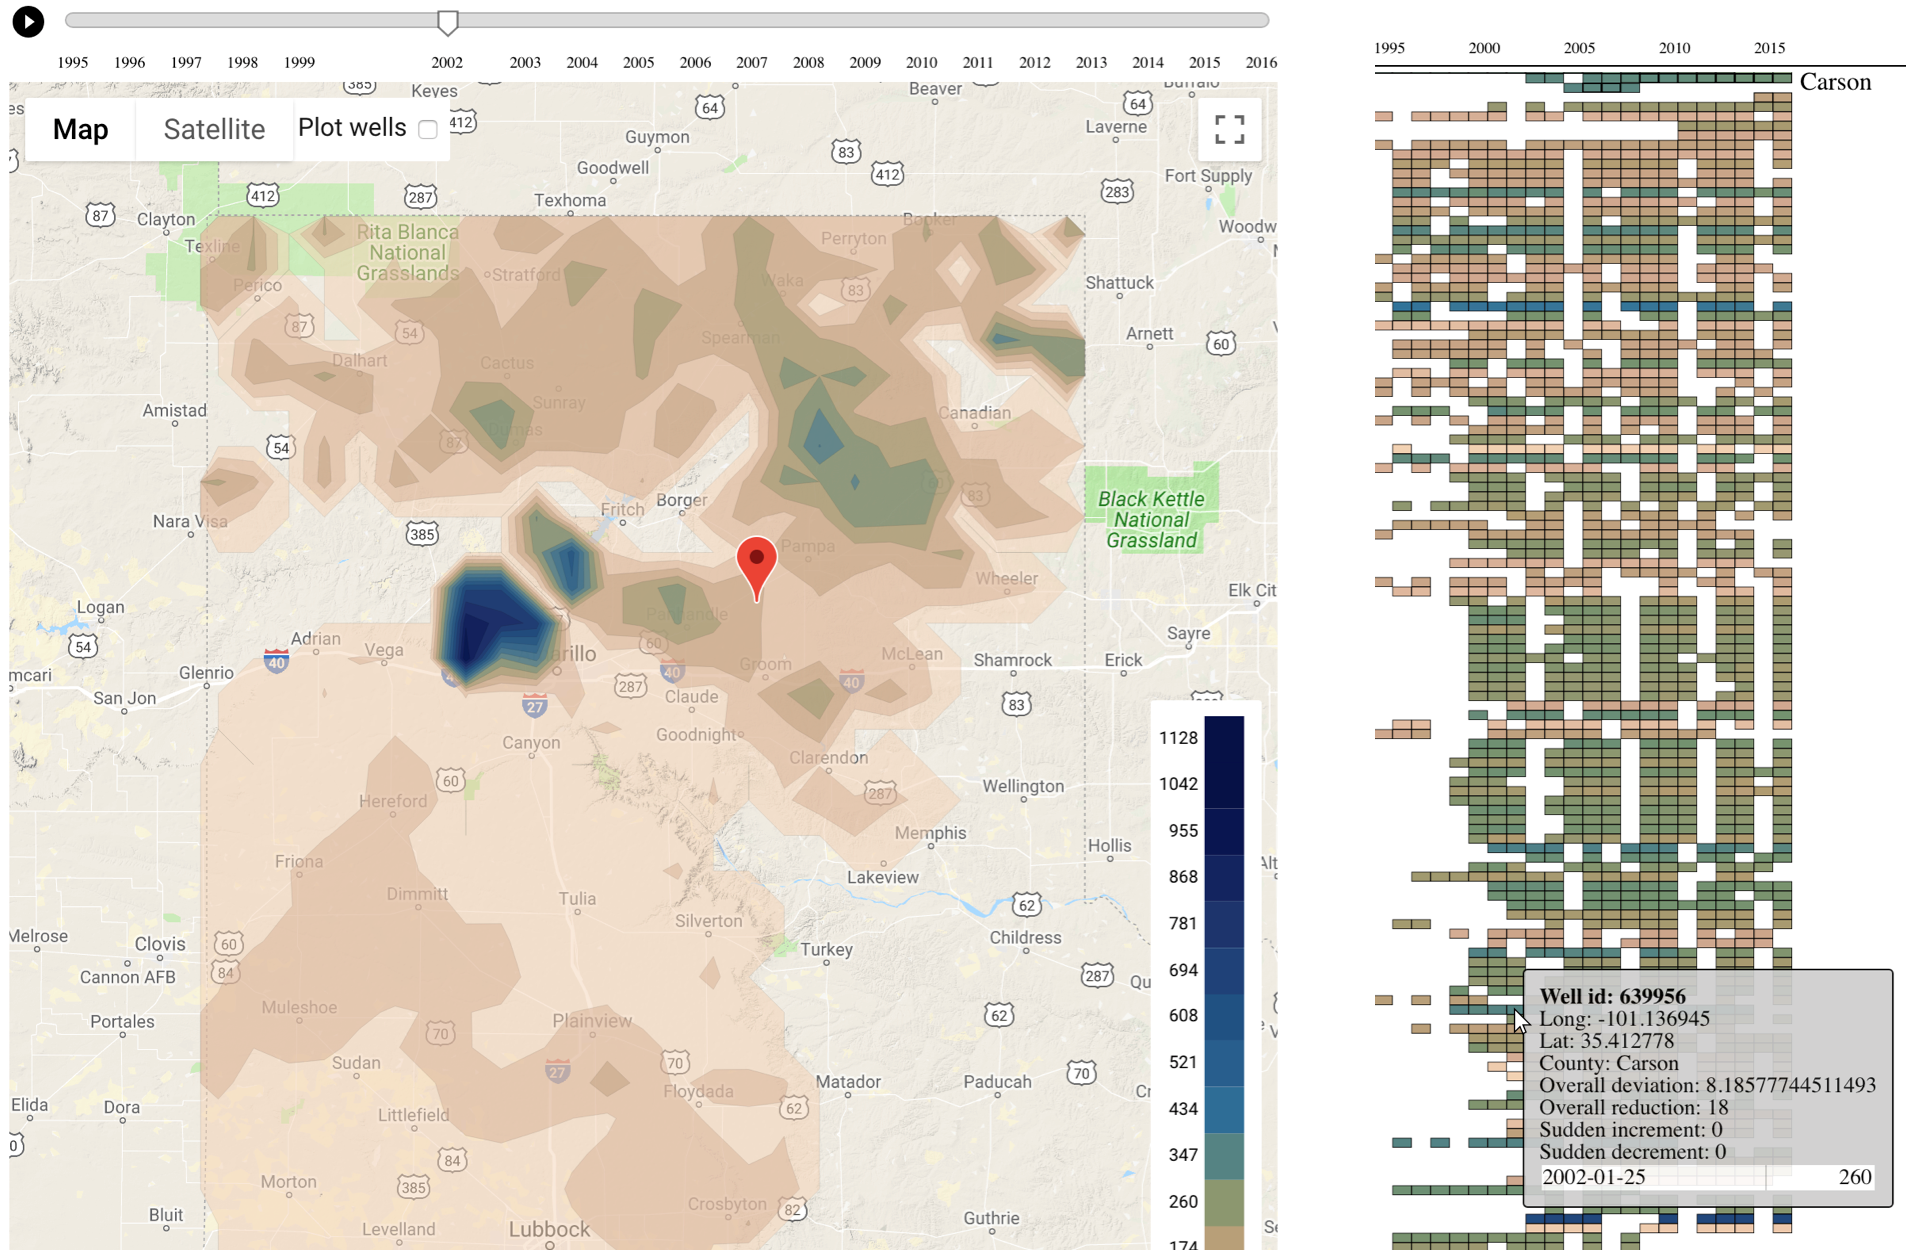 1995 1996 1997 1998 1999 2002 2003 2004 2005 2006 2007 2008 2009 2010 2011 2012 2013 2014 2015 2016
1995 2000 2005 2010 2015
Carson
Map Satellite Plot wells
385 Keyes Beaver Buffalo
412 64 64
Guymon Laverne
83
Goodwell 412 Fort Supply
412 287 Texhoma 283
87 Clayton Booker Woodw
Texline Rita Blanca National Grasslands Perryton
Perico Stratford Waka 83 Shattuck
87 54 Spearman Arnett 60
Dalhart Cactus
Amistad Sunray Canadian
54 87 Dumas
60 83
Nara Visa Fritch Borger Black Kettle National Grassland
385 Pampa
Wheeler
Logan Panhandle Elk Cit
54 Adrian Vega 60 Sayre
mcari Glenrio 40 arillo Groom McLean Shamrock Erick
San Jon 27 287 40 Claude 40 83
Canyon Goodnight
60 Clarendon
Hereford 287 Wellington
Memphis Hollis
Friona Lakeview Alt
Dimmitt Tulia 62
Silverton
Melrose Clovis 60 Turkey Childress
Cannon AFB 84 287 Qu
Muleshoe
Portales 70 Plainview 62
Sudan 27 70 Matador Paducah 70
Elida Dora Floydada Cr
Littlefield 62
84
Morton 385 Crosbyton 82
Bluit Levelland Lubbock Guthrie Se
1128
1042
955
868
781
694
608
521
434
347
260
174
Well id: 639956
Long: -101.136945
Lat: 35.412778
County: Carson
Overall deviation: 8.18577744511493
Overall reduction: 18
Sudden increment: 0
Sudden decrement: 0
2002-01-25 260